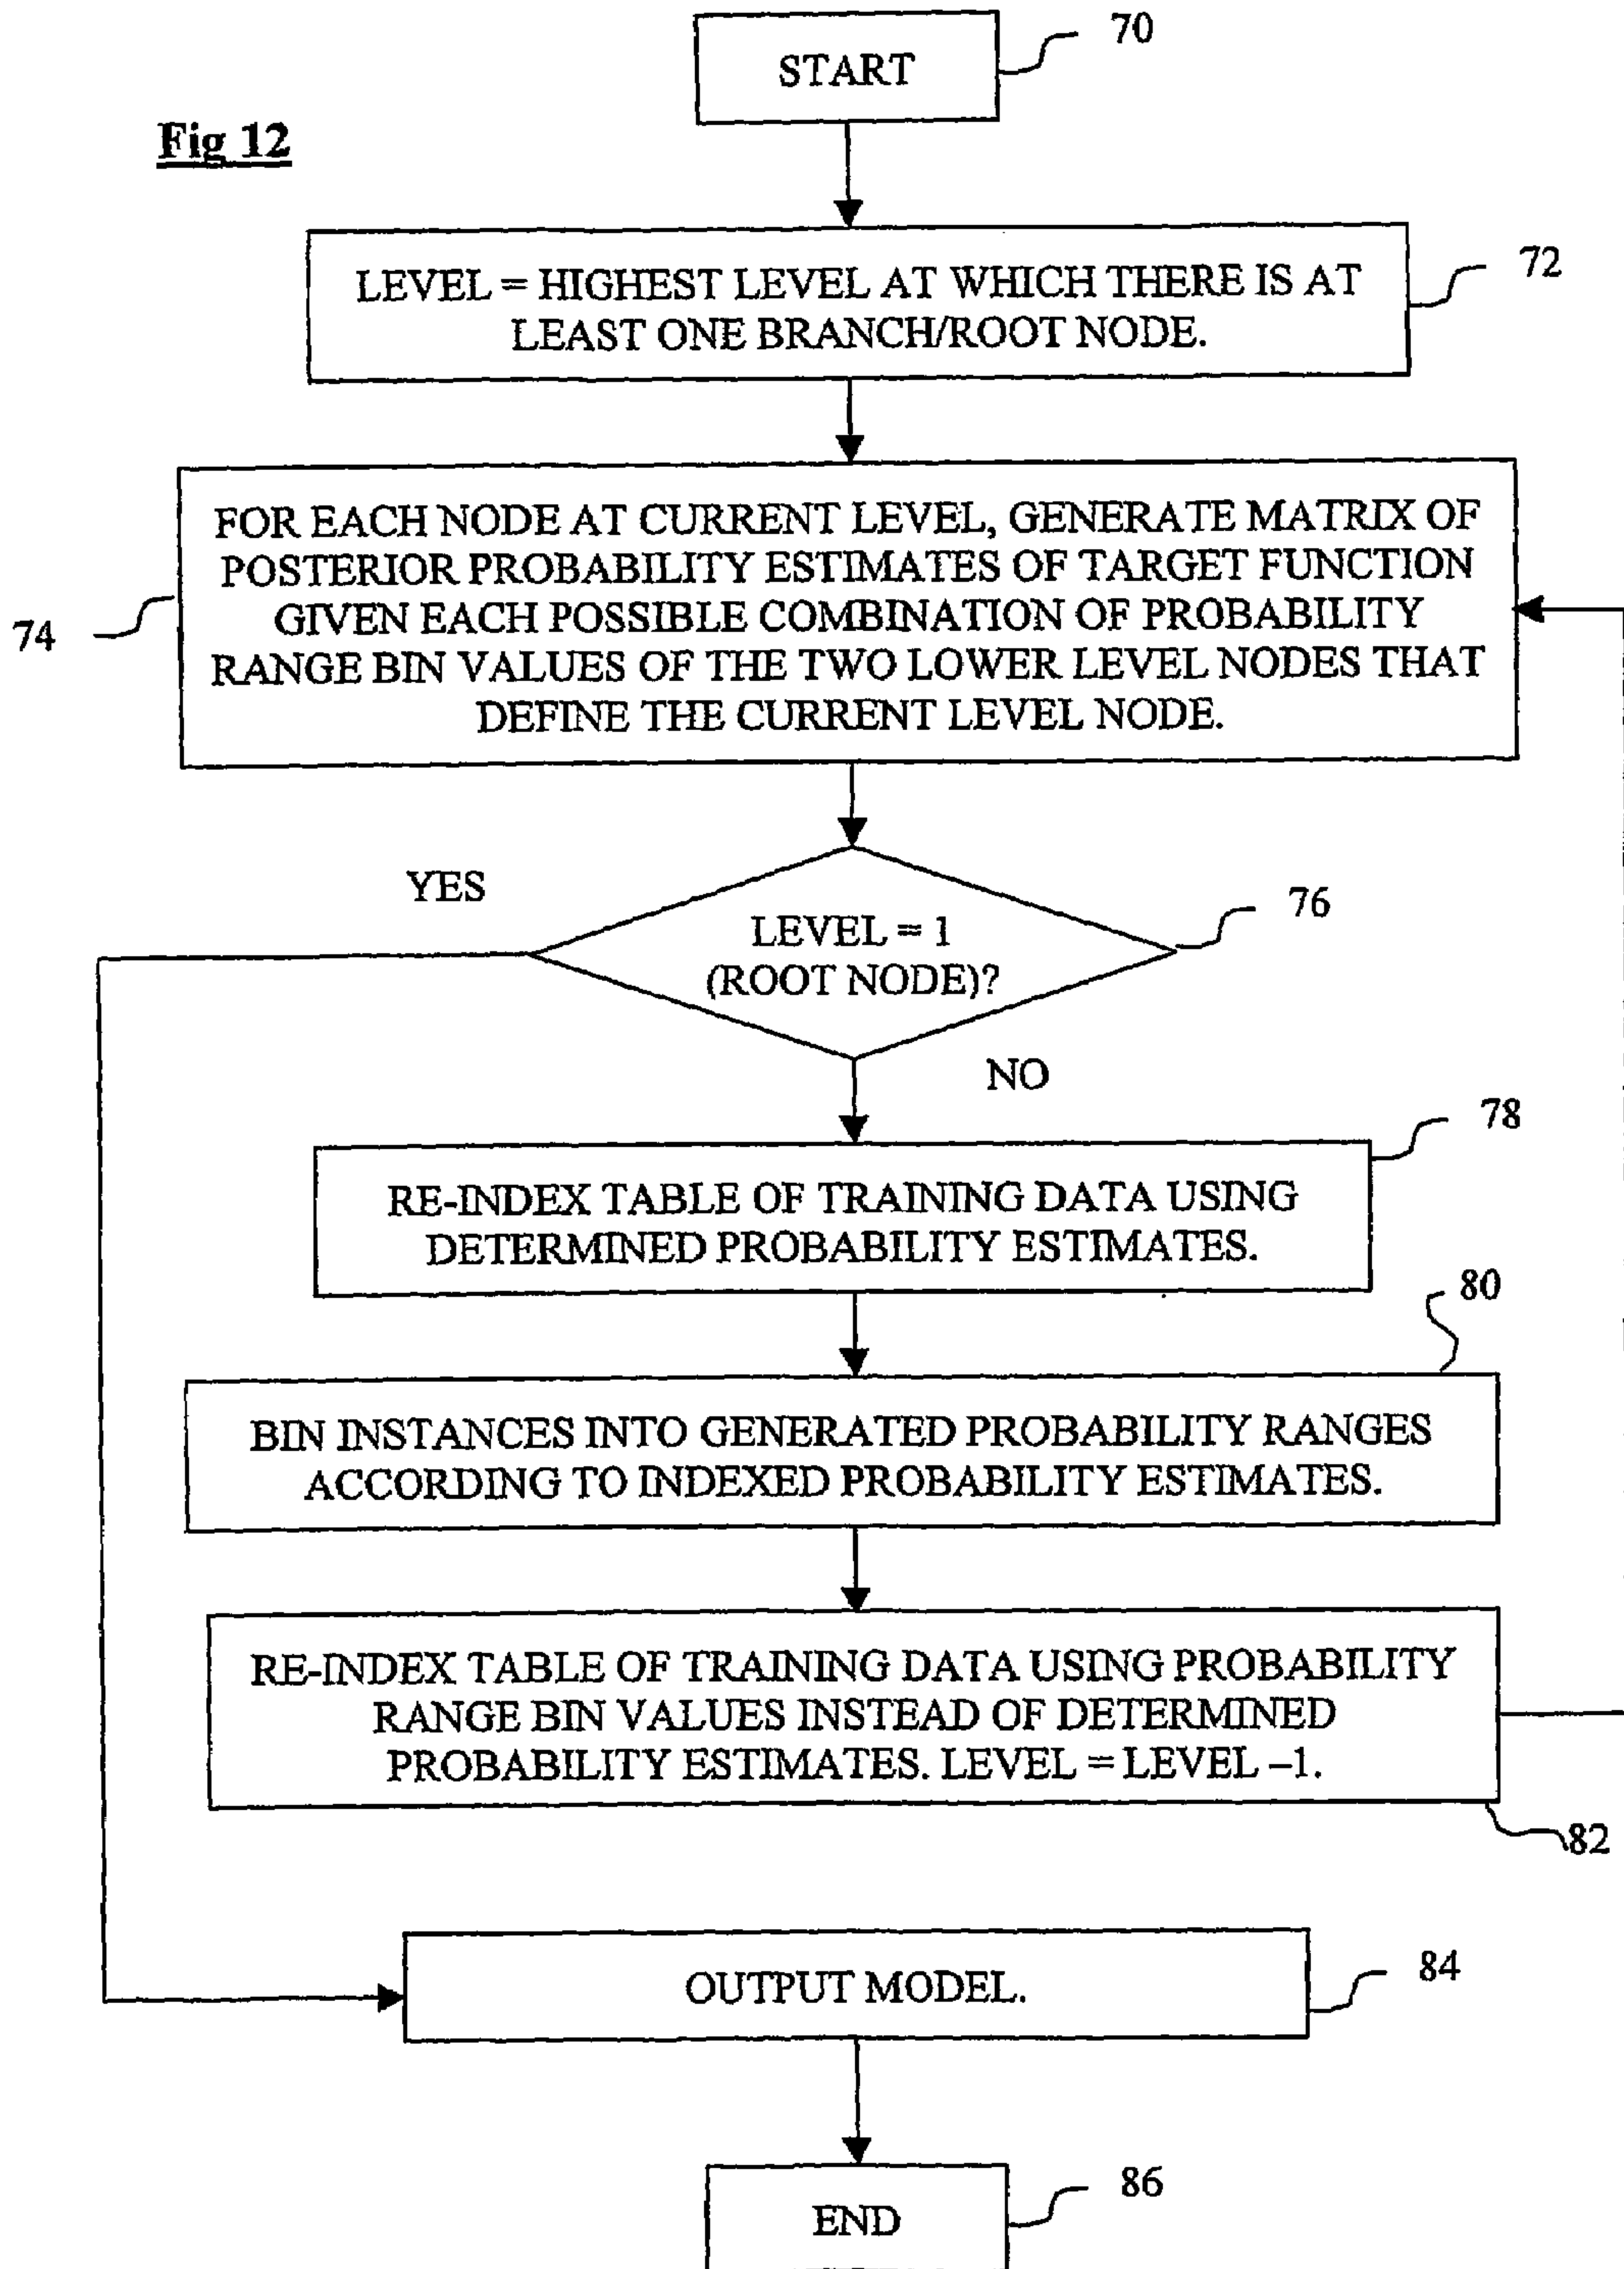 70
START
Fig 12
72
LEVEL = HIGHEST LEVEL AT WHICH THERE IS AT
LEAST ONE BRANCH/ROOT NODE.
FOR EACH NODE AT CURRENT LEVEL, GENERATE MATRIX OF
POSTERIOR PROBABILITY ESTIMATES OF TARGET FUNCTION
GIVEN EACH POSSIBLE COMBINATION OF PROBABILITY
RANGE BIN VALUES OF THE TWO LOWER LEVEL NODES THAT
DEFINE THE CURRENT LEVEL NODE.
74
YES
76
LEVEL = 1
(ROOT NODE)?
NO
78
RE-INDEX TABLE OF TRAINING DATA USING
DETERMINED PROBABILITY ESTIMATES.
80
BIN INSTANCES INTO GENERATED PROBABILITY RANGES
ACCORDING TO INDEXED PROBABILITY ESTIMATES.
RE-INDEX TABLE OF TRAINING DATA USING PROBABILITY
RANGE BIN VALUES INSTEAD OF DETERMINED
PROBABILITY ESTIMATES. LEVEL = LEVEL –1.
82
OUTPUT MODEL.
84
86
END